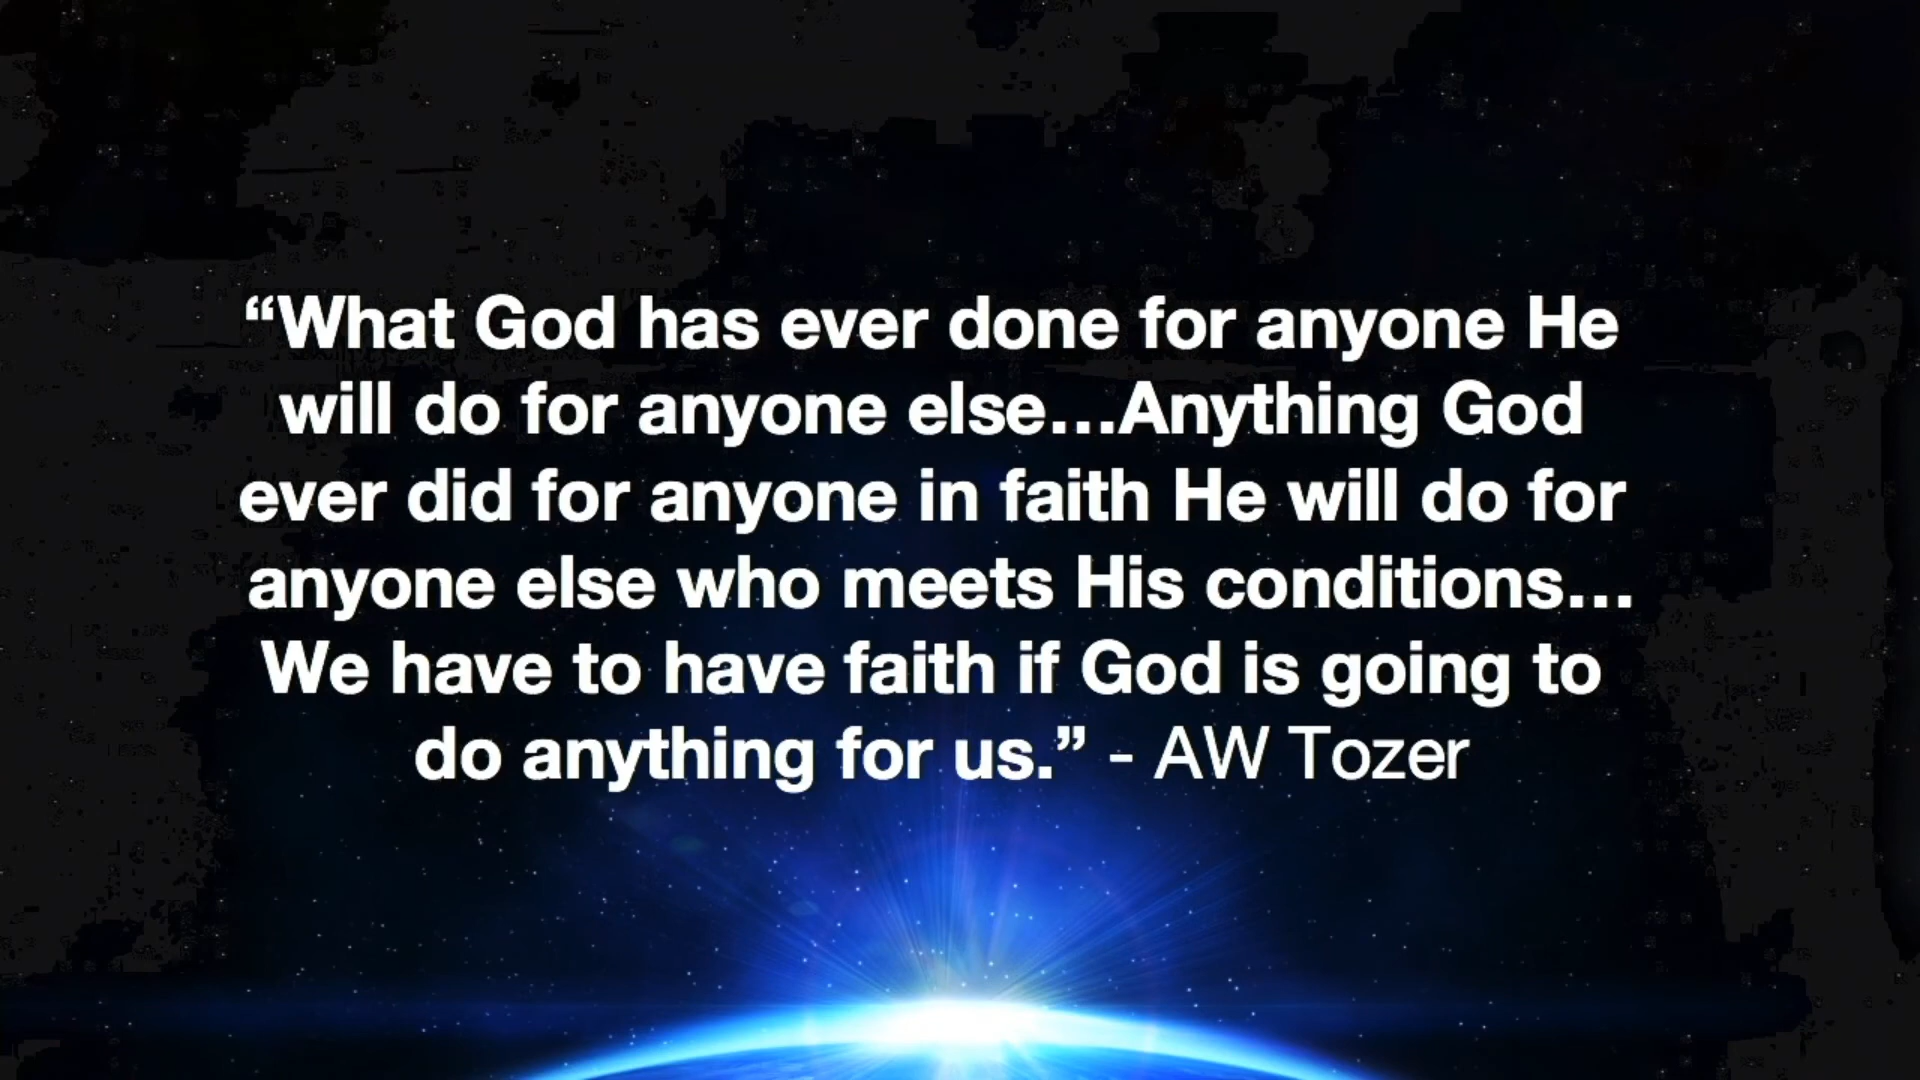 “What God has ever done for anyone He
will do for anyone else...Anything God
ever did for anyone in faith He will do for
anyone else who meets His conditions...
We have to have faith if God is going to
do anything for us.” - AW Tozer